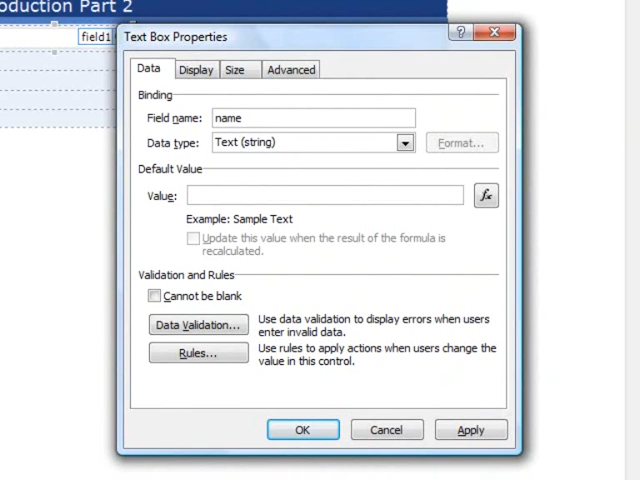 oduction Part 2
field1
Text Box Properties
?
Data
Display
Size
Advanced
Binding
Field name:
name
Data type:
Text (string)
Format...
Default Value
Value:
fx
Example: Sample Text
Update this value when the result of the formula is
recalculated.
Validation and Rules
Cannot be blank
Data Validation...
Use data validation to display errors when users
enter invalid data.
Rules...
Use rules to apply actions when users change the
value in this control.
OK
Cancel
Apply